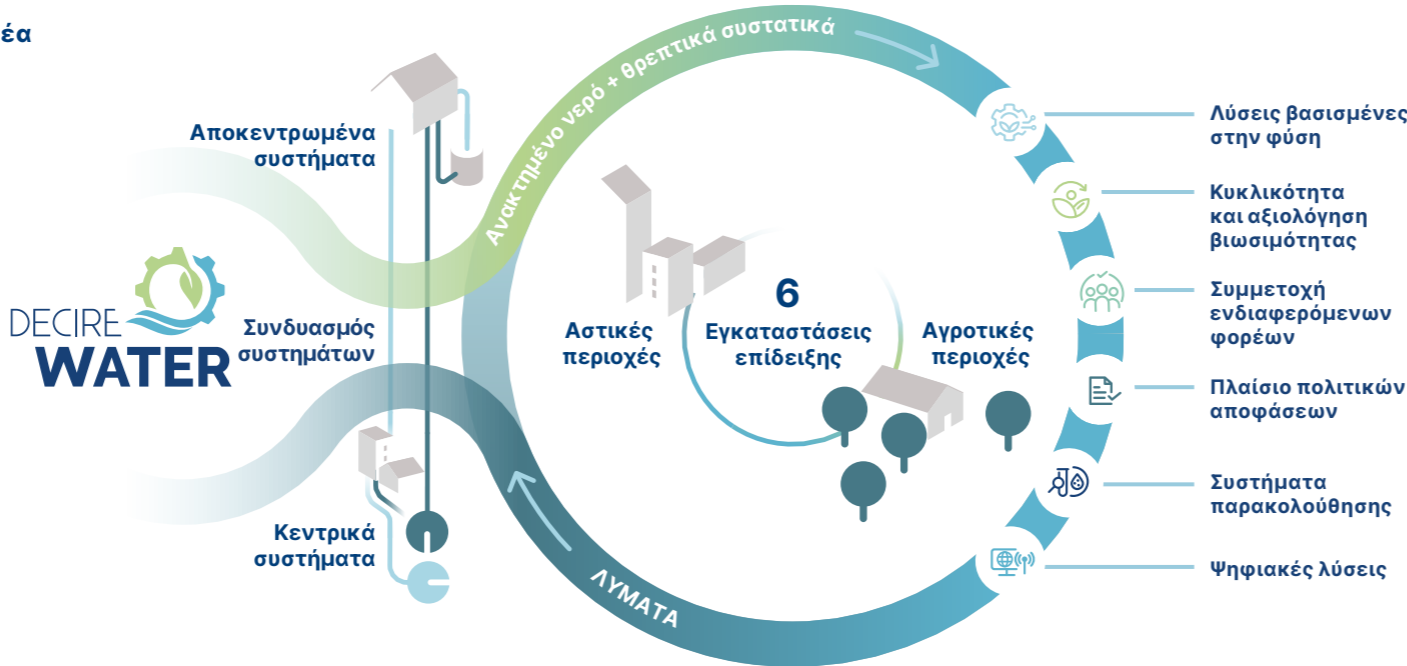 έα
Ανακτημένο νερό + θρεπτικά συστατικά
Αποκεντρωμένα
συστήματα
DECIRE
WATER
Συνδυασμός
συστημάτων
Κεντρικά
συστήματα
ΛΥΜΑΤΑ
Αστικές
περιοχές
6
Εγκαταστάσεις
επίδειξης
Αγροτικές
περιοχές
Λύσεις βασισμένες
στην φύση
Κυκλικότητα
και αξιολόγηση
βιωσιμότητας
Συμμετοχή
ενδιαφερόμενων
φορέων
Πλαίσιο πολιτικών
αποφάσεων
Συστήματα
παρακολούθησης
Ψηφιακές λύσεις